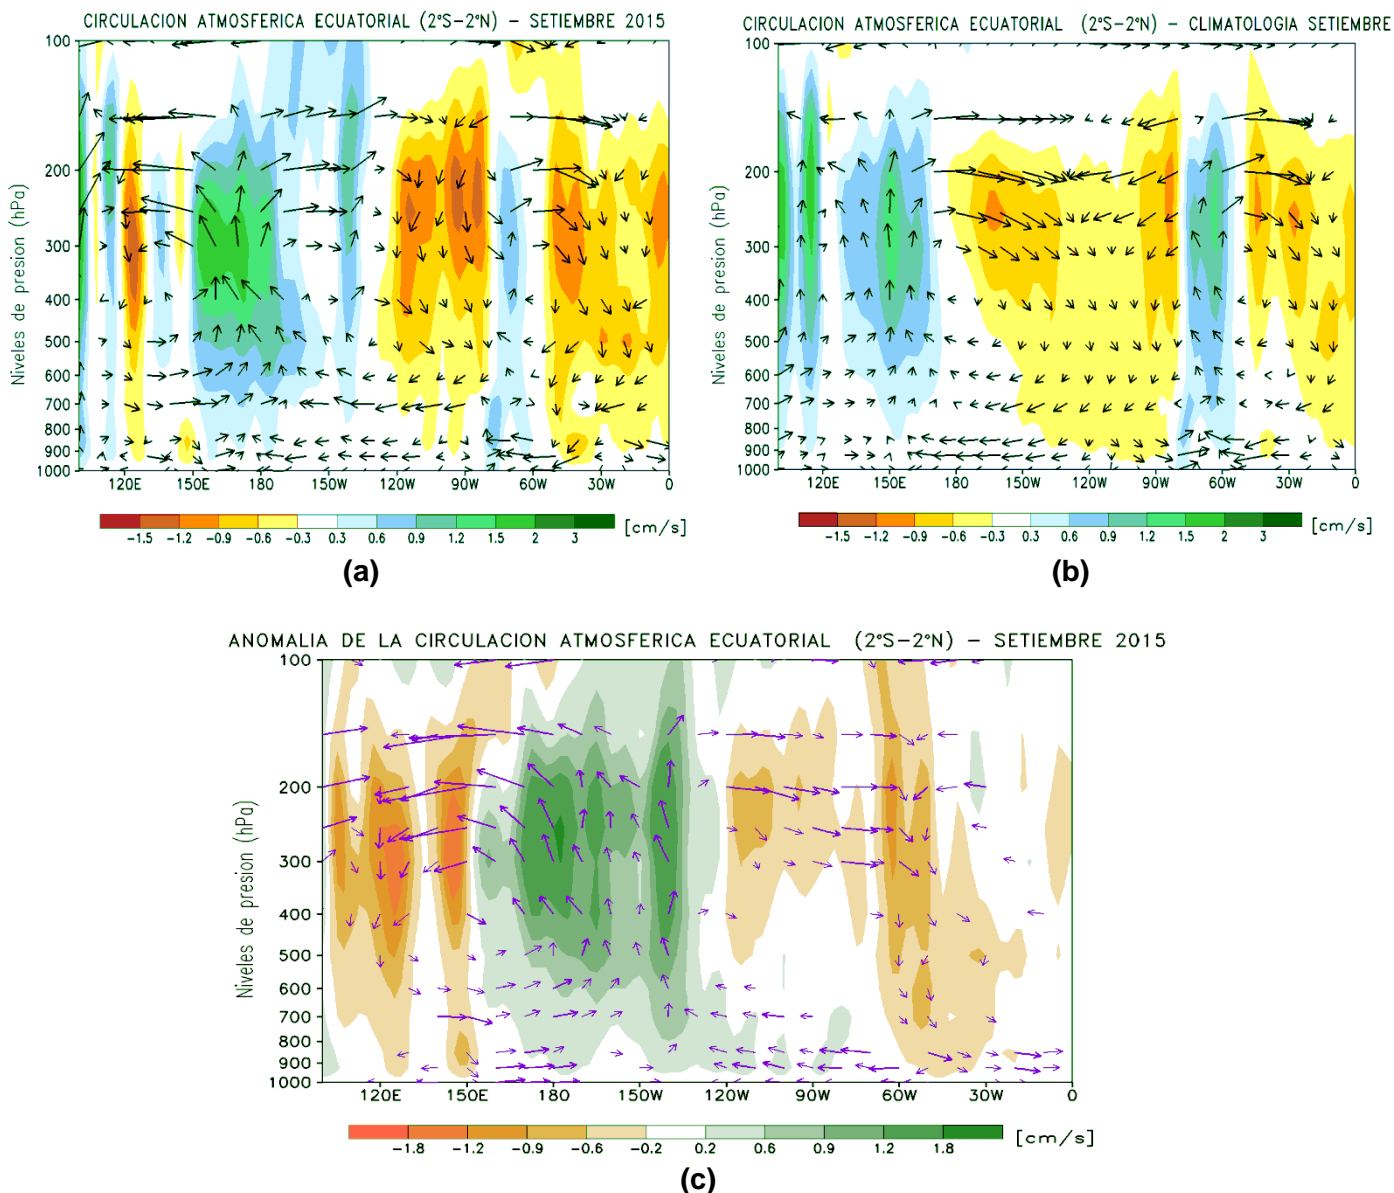 CIRCULACION ATMOSFERICA ECUATORIAL (2°S-2°N) - SETIEMBRE 2015
100
200
300
400
500
600
700
800
900
1000
Niveles de presion (hPa)
120E 150E 180 150W 120W 90W 60W 30W 0
-1.5 -1.2 -0.9 -0.6 -0.3 0.3 0.6 0.9 1.2 1.5 2 3 [cm/s]
(a)
CIRCULACION ATMOSFERICA ECUATORIAL (2°S-2°N) - CLIMATOLOGIA SETIEMBRE
100
200
300
400
500
600
700
800
900
1000
Niveles de presion (hPa)
120E 150E 180 150W 120W 90W 60W 30W 0
-1.5 -1.2 -0.9 -0.6 -0.3 0.3 0.6 0.9 1.2 1.5 2 3 [cm/s]
(b)
ANOMALIA DE LA CIRCULACION ATMOSFERICA ECUATORIAL (2°S-2°N) - SETIEMBRE 2015
100
200
300
400
500
600
700
800
900
1000
Niveles de presion (hPa)
120E 150E 180 150W 120W 90W 60W 30W 0
-1.8 -1.2 -0.9 -0.6 -0.2 0.2 0.6 0.9 1.2 1.8 [cm/s]
(c)